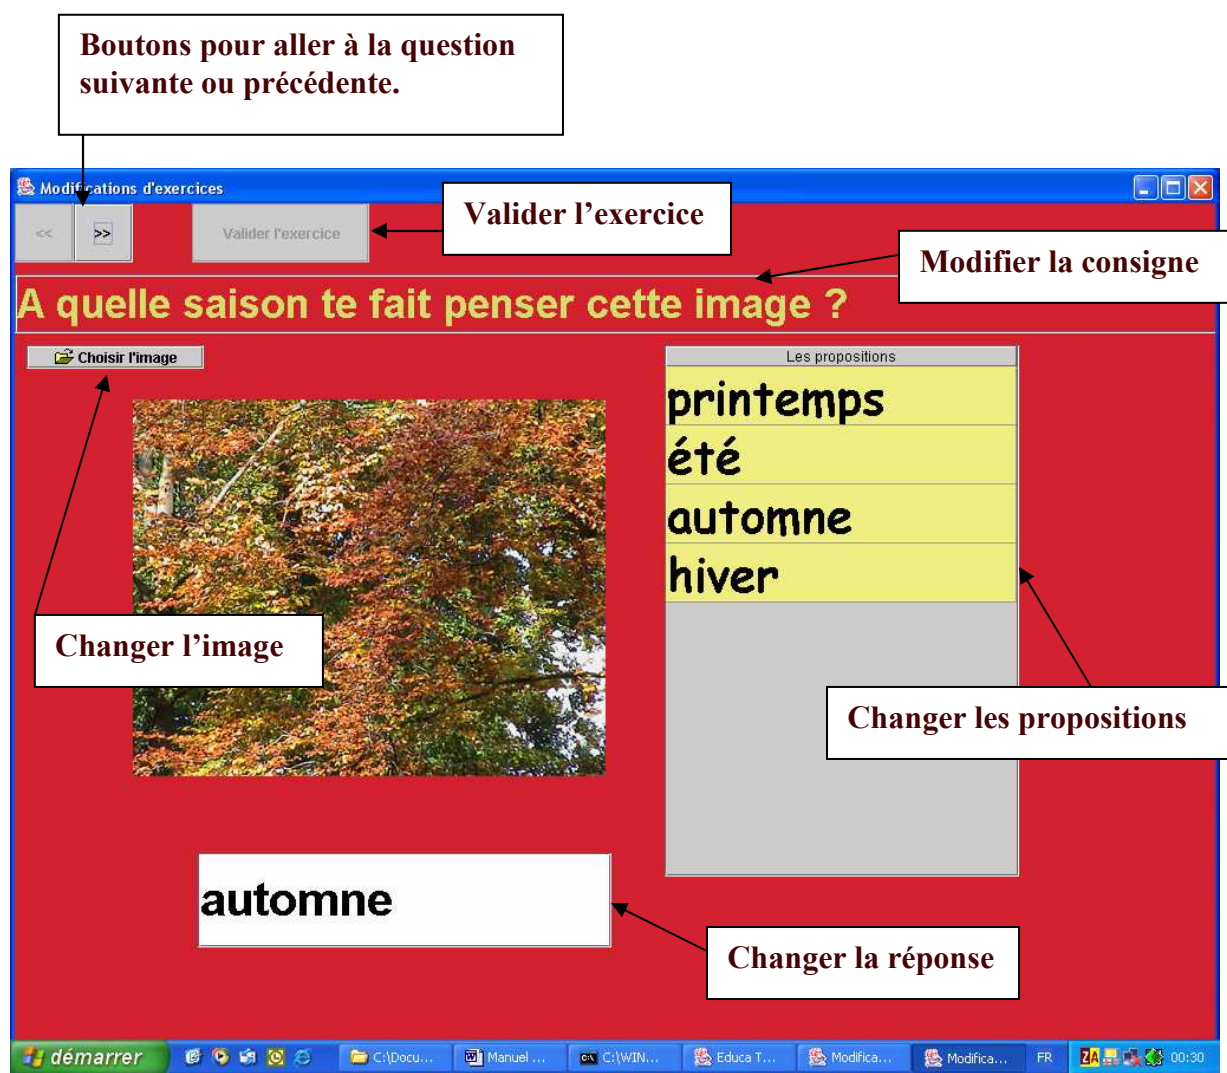 Boutons pour aller à la question
suivante ou précédente.
Modifications d'exercices
<<
>>
Valider l'exercice
Valider l’exercice
Modifier la consigne
A quelle saison te fait penser cette image ?
Choisir l'image
Les propositions
printemps
été
automne
hiver
Changer l’image
Changer les propositions
automne
Changer la réponse
démarrer
C:\Docu...
Manuel ...
C:\WIN...
Educa T...
Modifica...
Modifica...
FR
ZA
00:30